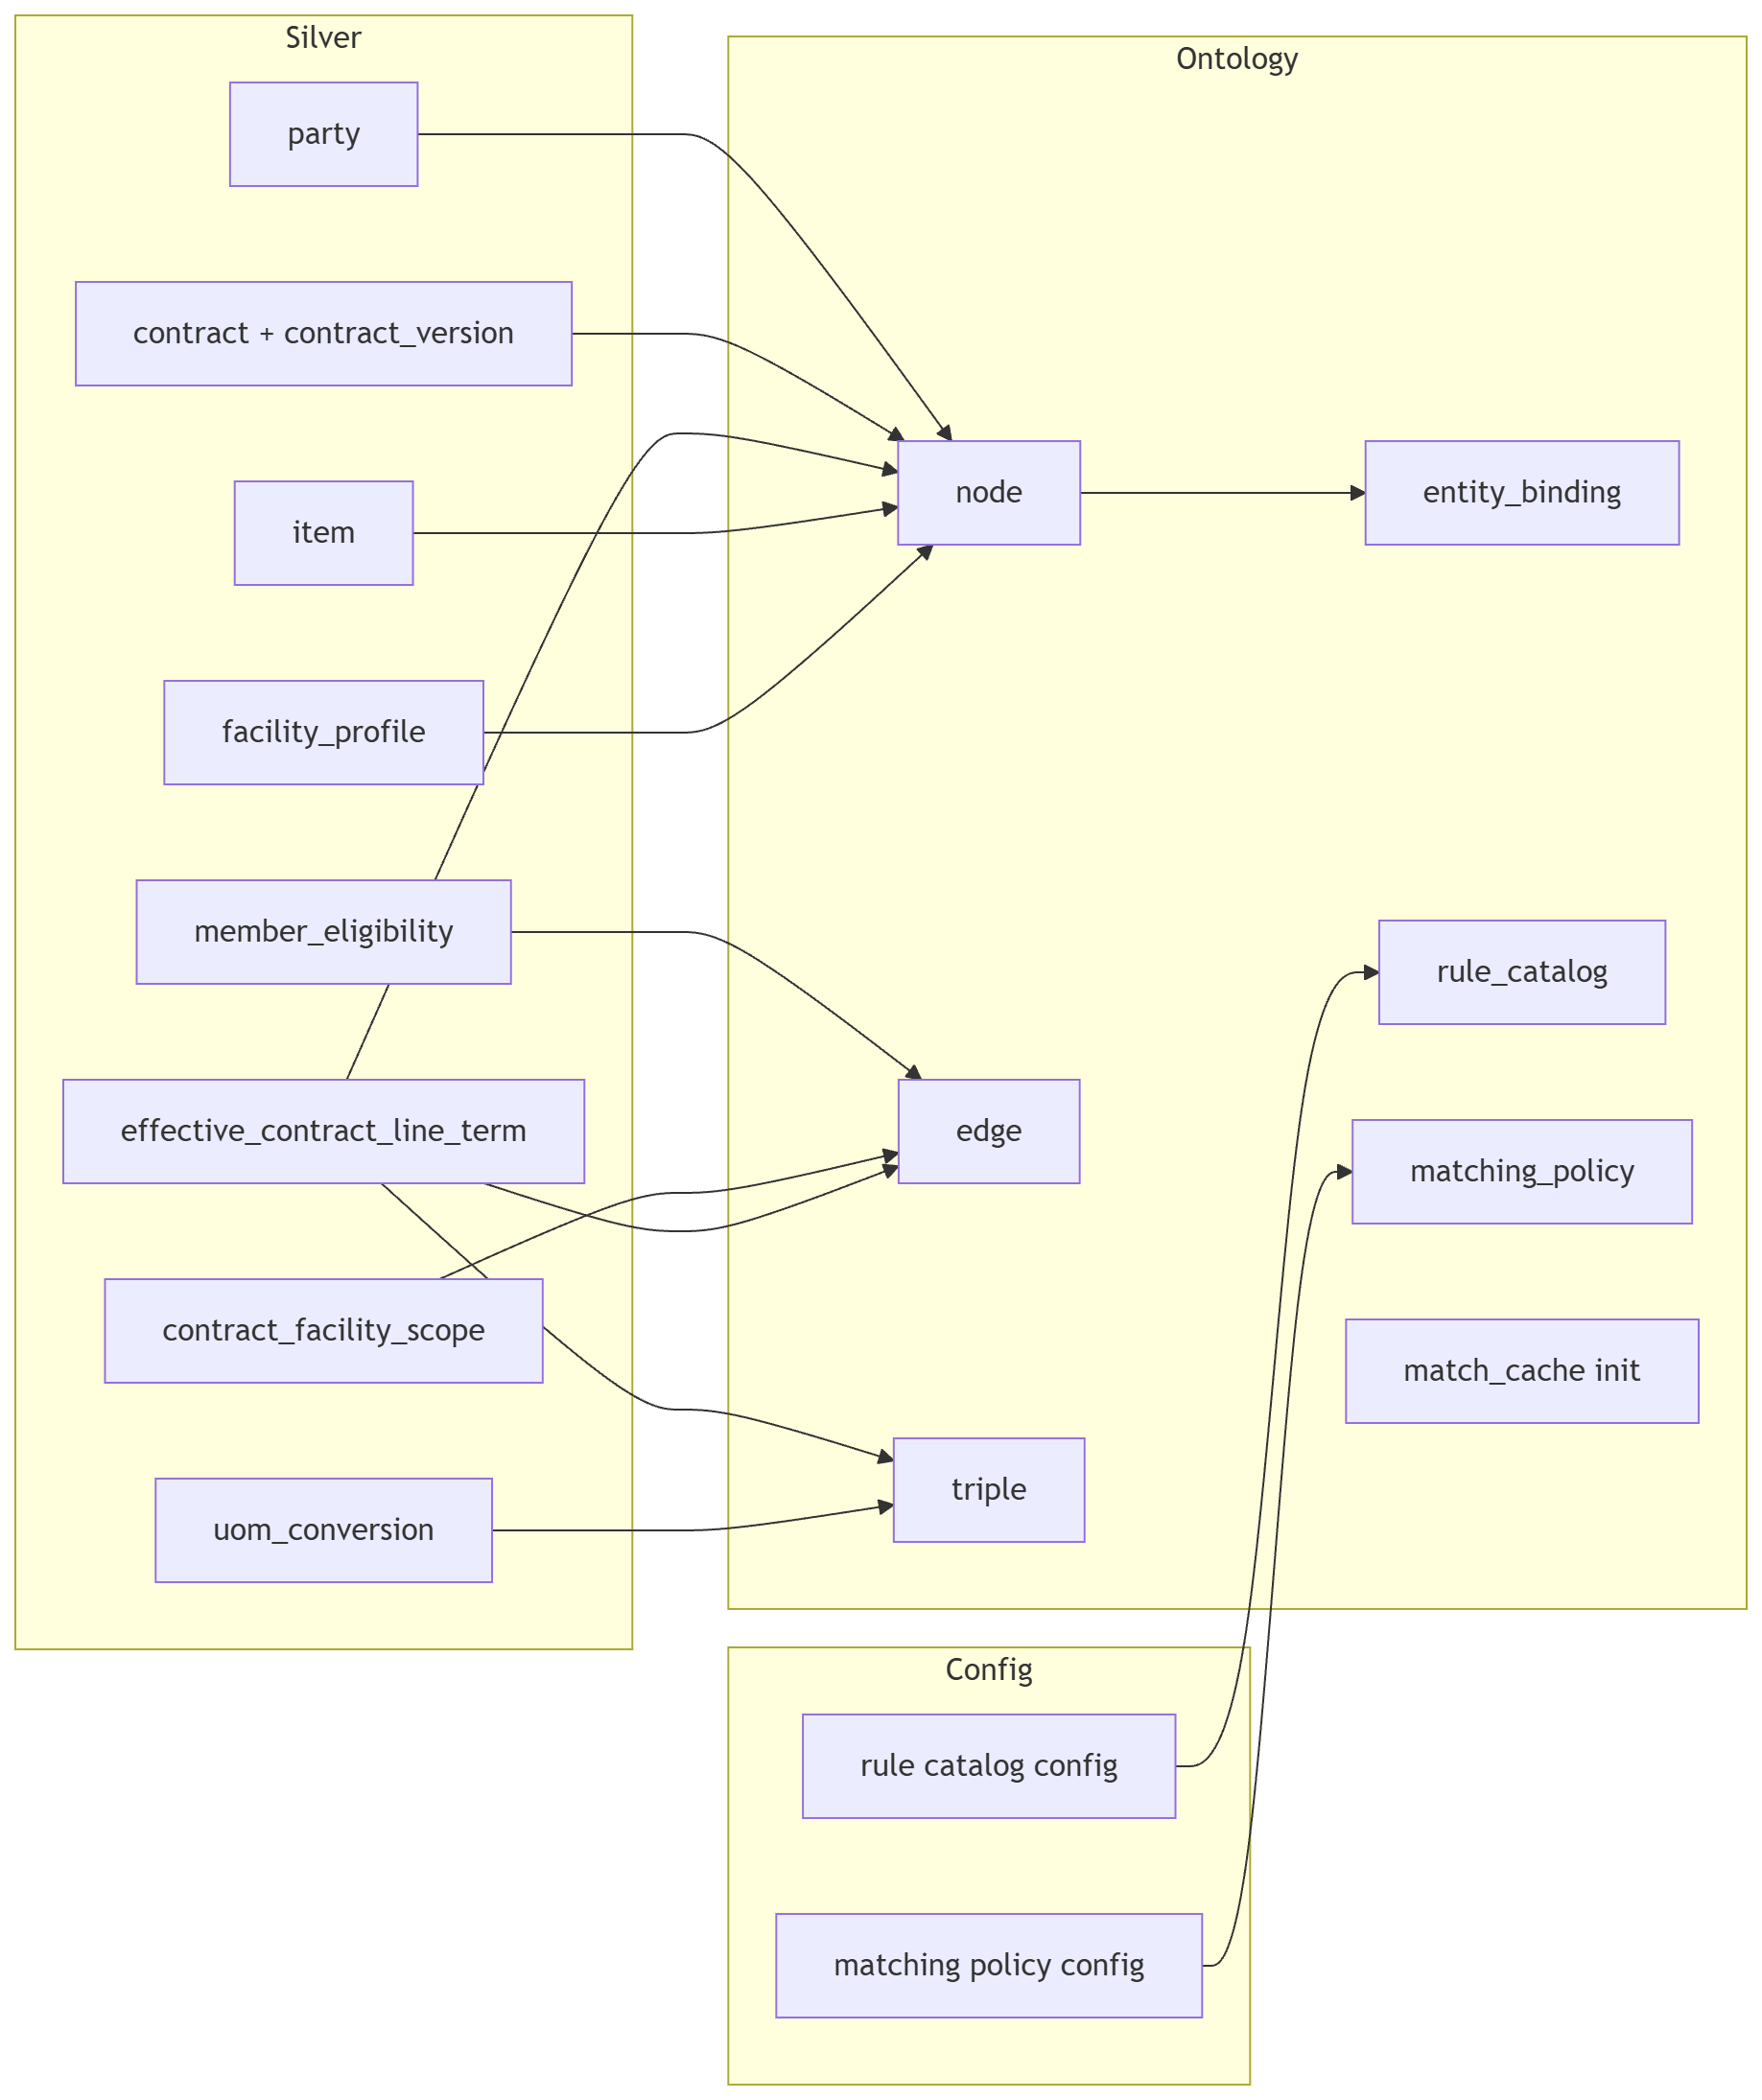 Silver
party
contract + contract_version
item
facility_profile
member_eligibility
effective_contract_line_term
contract_facility_scope
uom_conversion
Ontology
node
entity_binding
edge
triple
rule_catalog
matching_policy
match_cache init
Config
rule catalog config
matching policy config